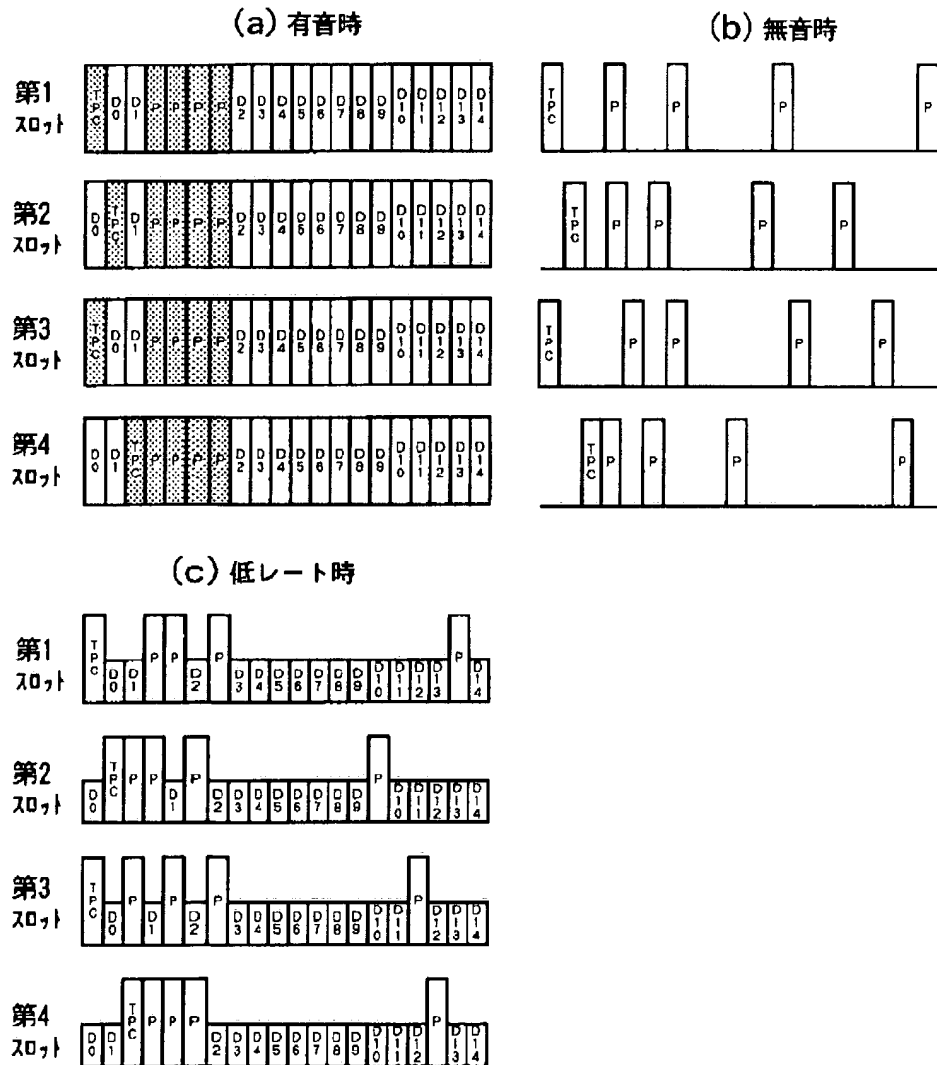 (a) 有音時
第1スロット
TPC D0 D1 P P P P D2 D3 D4 D5 D6 D7 D8 D9 D10 D11 D12 D13 D14
第2スロット
D0 TPC D1 P P P P D2 D3 D4 D5 D6 D7 D8 D9 D10 D11 D12 D13 D14
第3スロット
TPC D0 D1 P P P P D2 D3 D4 D5 D6 D7 D8 D9 D10 D11 D12 D13 D14
第4スロット
D0 D1 TPC P P P P D2 D3 D4 D5 D6 D7 D8 D9 D10 D11 D12 D13 D14
(b) 無音時
TPC P P P P
TPC P P P P
TPC P P P P
TPC P P P P
(c) 低レート時
第1スロット
TPC D0 D1 P P D2 P D3 D4 D5 D6 D7 D8 D9 D10 D11 D12 D13 P D14
第2スロット
D0 TPC P P D1 P D2 D3 D4 D5 D6 D7 D8 D9 P D10 D11 D12 D13 D14
第3スロット
TPC D0 P D1 P D2 P D3 D4 D5 D6 D7 D8 D9 D10 D11 P D12 D13 D14
第4スロット
D0 D1 TPC P P P D2 D3 D4 D5 D6 D7 D8 D9 D10 D11 D12 P D13 D14